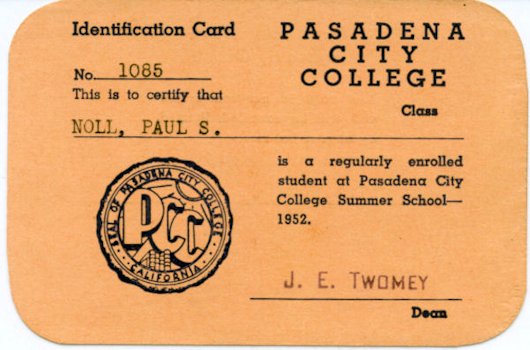 Identification Card
No. 1085
This is to certify that
NOLL, PAUL S.
PASADENA
CITY
COLLEGE
Class
is a regularly enrolled
student at Pasadena City
College Summer School—
1952.
SEAL OF PASADENA CITY COLLEGE
PCC
CALIFORNIA
J. E. TWOMEY
Dean